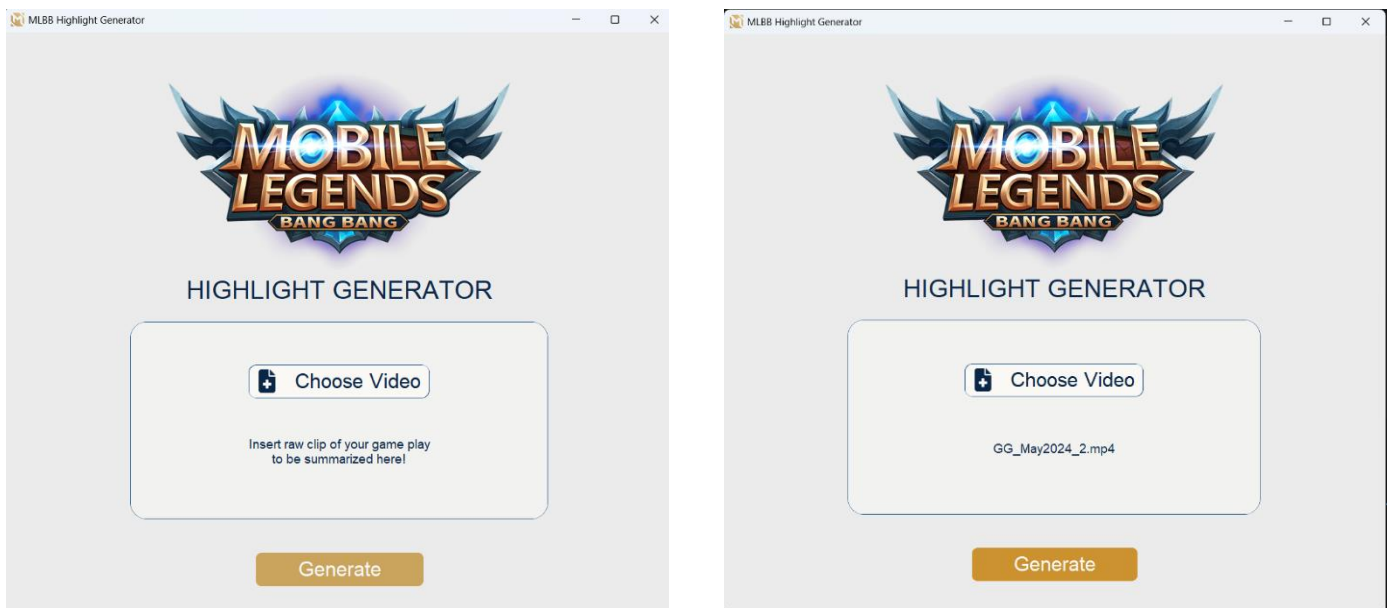 MLBB Highlight Generator
MOBILE
LEGENDS
BANG BANG
HIGHLIGHT GENERATOR
Choose Video
Insert raw clip of your game play
to be summarized here!
Generate
MLBB Highlight Generator
MOBILE
LEGENDS
BANG BANG
HIGHLIGHT GENERATOR
Choose Video
GG_May2024_2.mp4
Generate